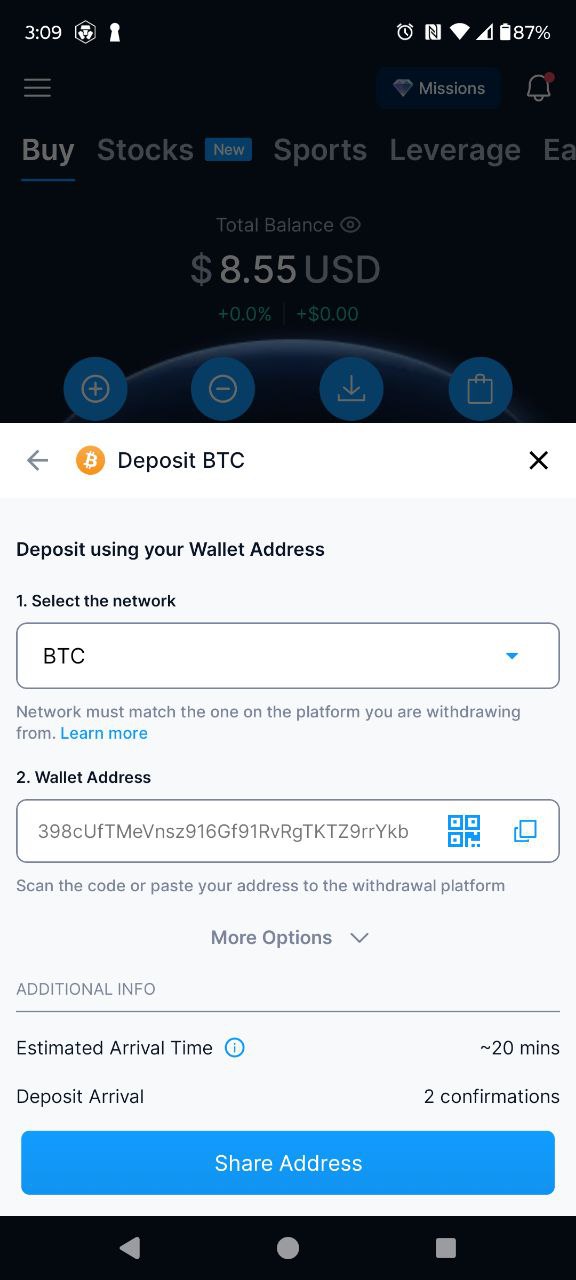 3:09
87%
Missions
Buy Stocks New Sports Leverage Ea
Total Balance
$ 8.55 USD
+0.0% +$0.00
Deposit BTC
Deposit using your Wallet Address
1. Select the network
BTC
Network must match the one on the platform you are withdrawing
from. Learn more
2. Wallet Address
398cUfTMeVnsz916Gf91RvRgTKTZ9rrYkb
Scan the code or paste your address to the withdrawal platform
More Options
ADDITIONAL INFO
Estimated Arrival Time ~20 mins
Deposit Arrival 2 confirmations
Share Address